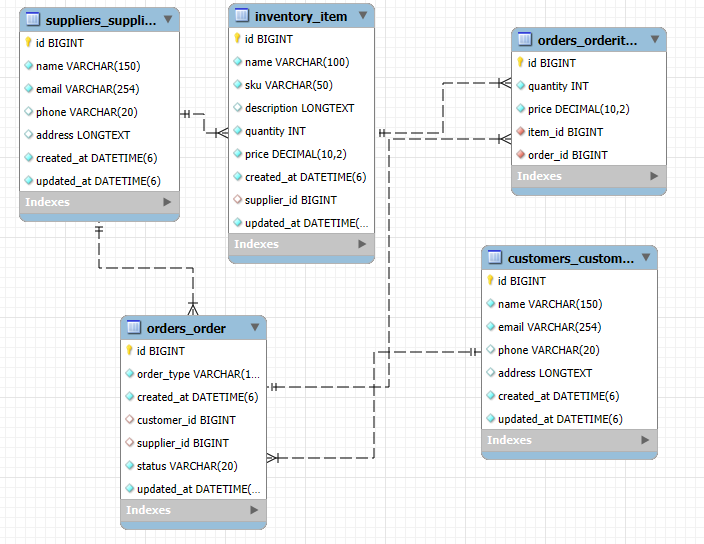 suppliers_suppli...
id BIGINT
name VARCHAR(150)
email VARCHAR(254)
phone VARCHAR(20)
address LONGTEXT
created_at DATETIME(6)
updated_at DATETIME(6)
Indexes
inventory_item
id BIGINT
name VARCHAR(100)
sku VARCHAR(50)
description LONGTEXT
quantity INT
price DECIMAL(10,2)
created_at DATETIME(6)
supplier_id BIGINT
updated_at DATETIME(...
Indexes
orders_orderit...
id BIGINT
quantity INT
price DECIMAL(10,2)
item_id BIGINT
order_id BIGINT
Indexes
customers_custom...
id BIGINT
name VARCHAR(150)
email VARCHAR(254)
phone VARCHAR(20)
address LONGTEXT
created_at DATETIME(6)
updated_at DATETIME(6)
Indexes
orders_order
id BIGINT
order_type VARCHAR(1...
created_at DATETIME(6)
customer_id BIGINT
supplier_id BIGINT
status VARCHAR(20)
updated_at DATETIME(...
Indexes